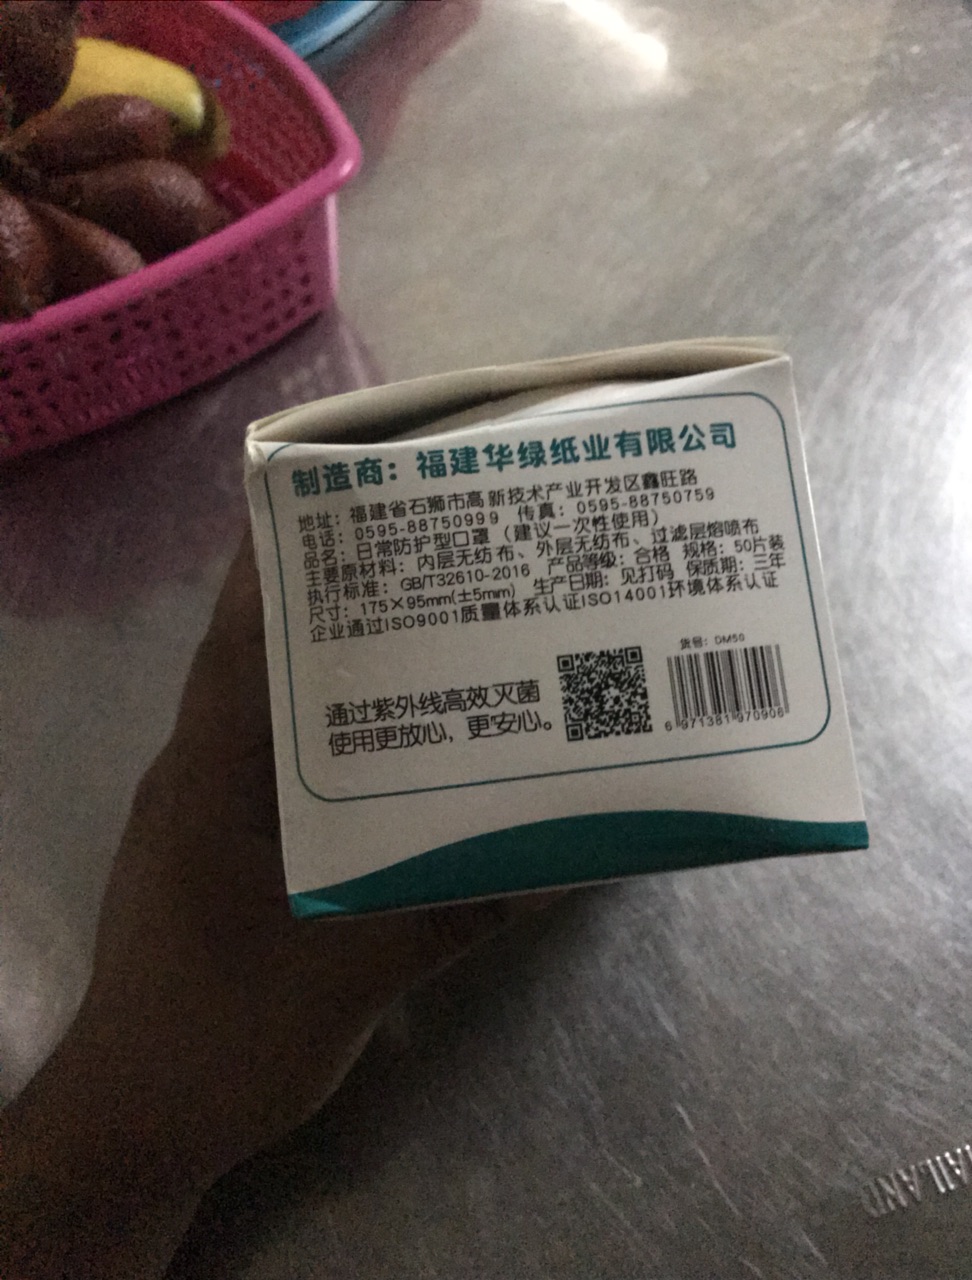 制造商：福建华绿纸业有限公司
地址：福建省石狮市高新技术产业开发区鑫旺路
电话：0595-88750999 传真：0595-88750759
品名：日常防护型口罩（建议一次性使用）
主要原材料：内层无纺布、外层无纺布、过滤层熔喷布
执行标准：GB/T32610-2016 产品等级：合格 规格：50片装
尺寸：175×95mm(±5mm) 生产日期：见打码 保质期：三年
企业通过ISO9001质量体系认证ISO14001环境体系认证
货号：DM50
通过紫外线高效灭菌
使用更放心，更安心。
6 971381 970906
THAILAND